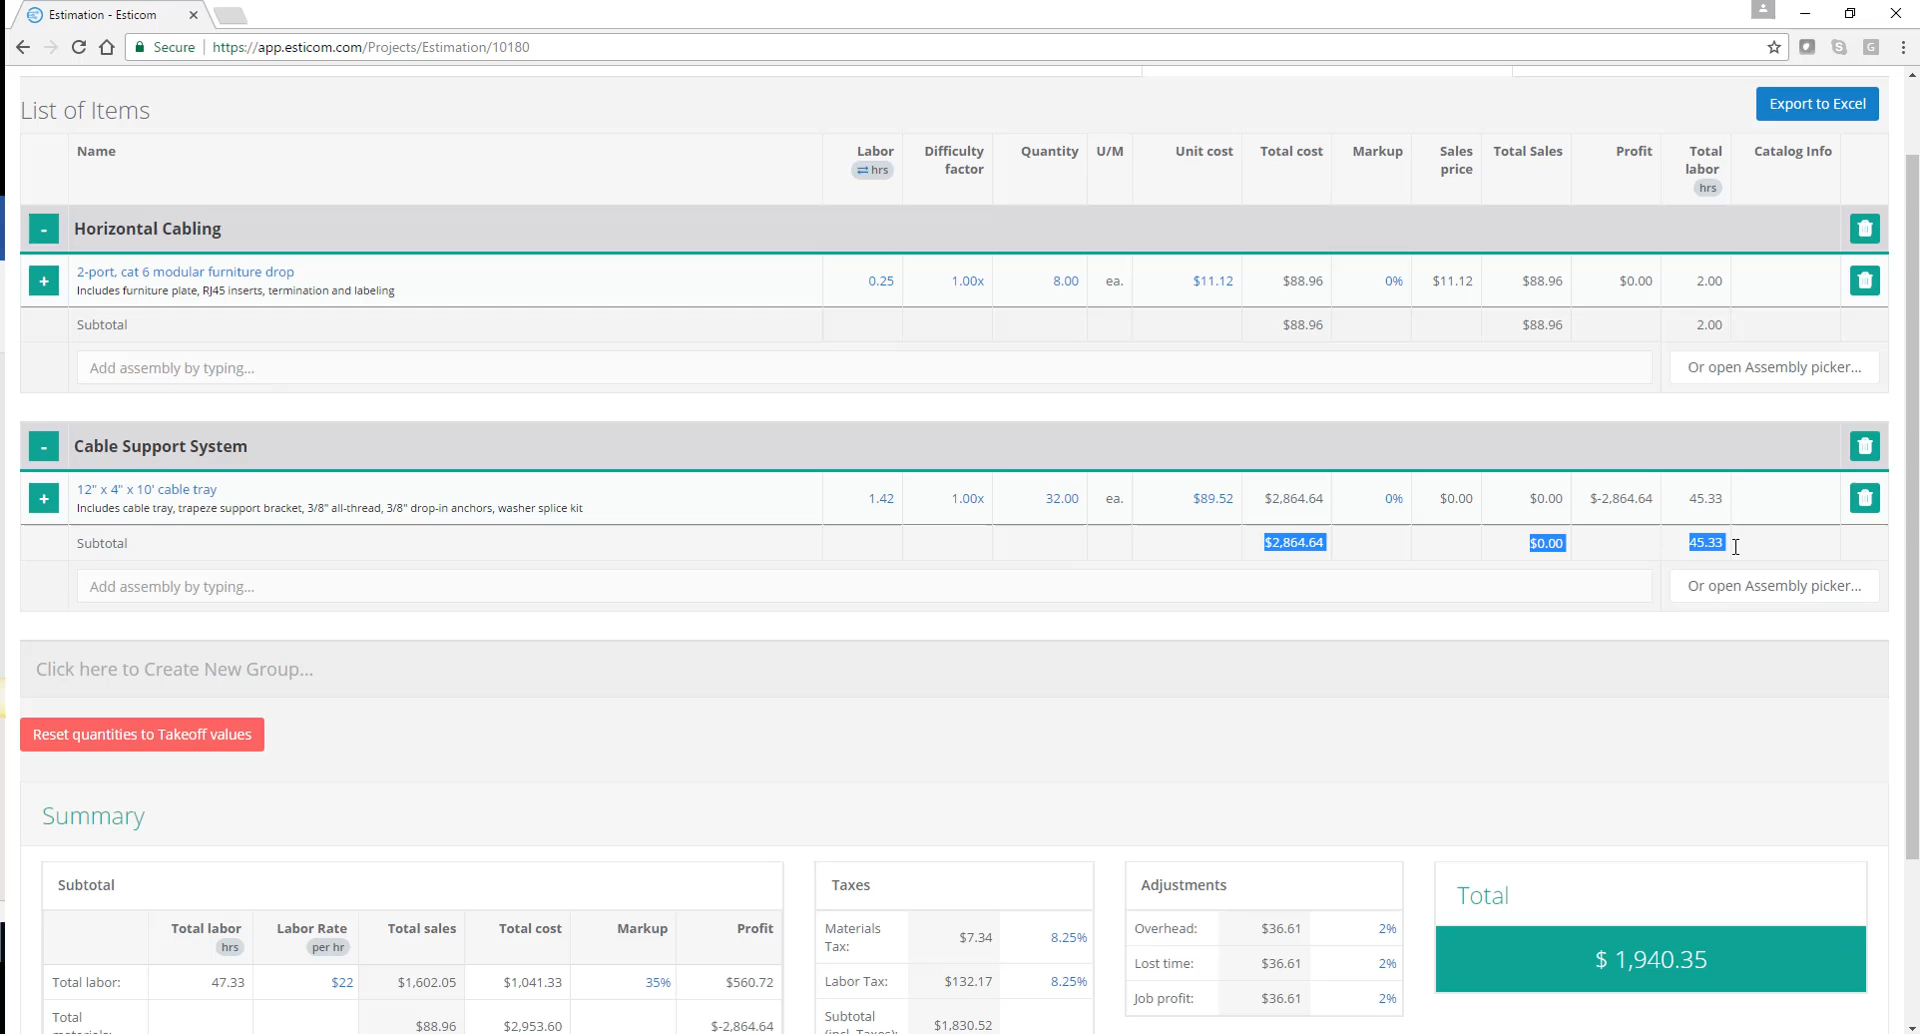 Estimation - Esticom
Secure https://app.esticom.com/Projects/Estimation/10180
List of Items
Export to Excel
Name Labor Difficulty Quantity U/M Unit cost Total cost Markup Sales Total Sales Profit Total Catalog Info
hrs factor price labor
hrs
- Horizontal Cabling
+ 2-port, cat 6 modular furniture drop 0.25 1.00x 8.00 ea. $11.12 $88.96 0% $11.12 $88.96 $0.00 2.00
Includes furniture plate, RJ45 inserts, termination and labeling
Subtotal $88.96 $88.96 2.00
Add assembly by typing... Or open Assembly picker...
- Cable Support System
+ 12" x 4" x 10' cable tray 1.42 1.00x 32.00 ea. $89.52 $2,864.64 0% $0.00 $0.00 $-2,864.64 45.33
Includes cable tray, trapeze support bracket, 3/8" all-thread, 3/8" drop-in anchors, washer splice kit
Subtotal $2,864.64 $0.00 45.33
Add assembly by typing... Or open Assembly picker...
Click here to Create New Group...
Reset quantities to Takeoff values
Summary
Subtotal
Total labor Labor Rate Total sales Total cost Markup Profit
hrs per hr
Total labor: 47.33 $22 $1,602.05 $1,041.33 35% $560.72
Total
$88.96 $2,953.60 $-2,864.64
Taxes
Materials
Tax: $7.34 8.25%
Labor Tax: $132.17 8.25%
Subtotal
(incl. Taxes): $1,830.52
Adjustments
Overhead: $36.61 2%
Lost time: $36.61 2%
Job profit: $36.61 2%
Total
$ 1,940.35